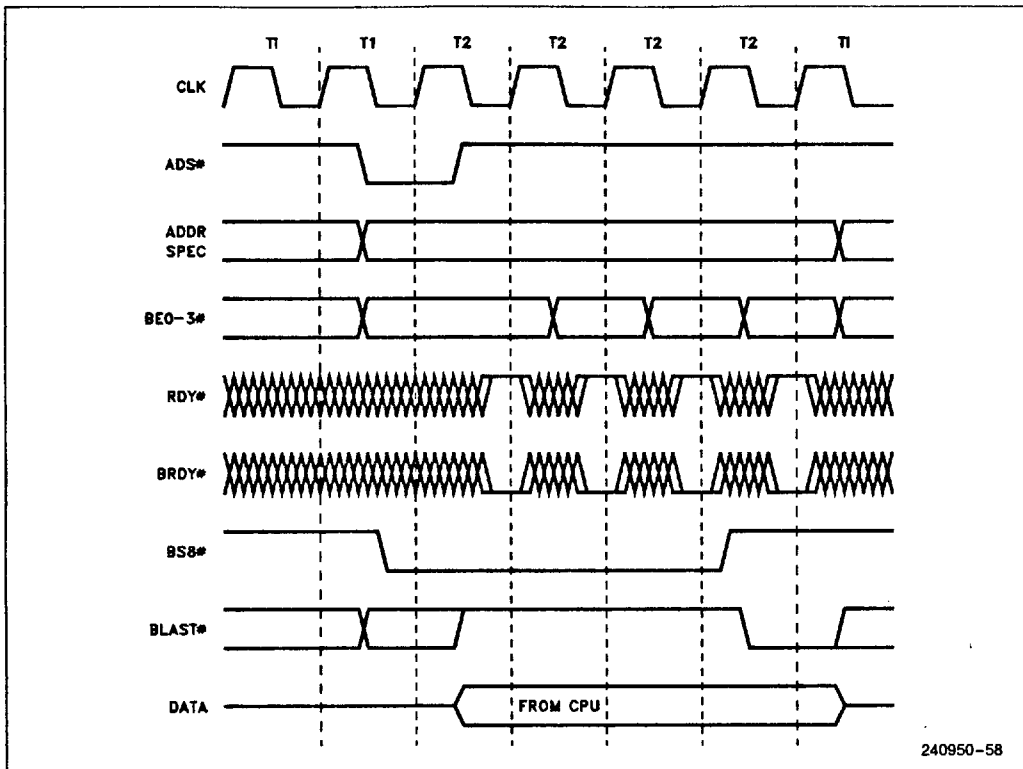 Ti T1 T2 T2 T2 T2 Ti
CLK
ADS#
ADDR
SPEC
BE0-3#
RDY#
BRDY#
BS8#
BLAST#
DATA
FROM CPU
240950-58